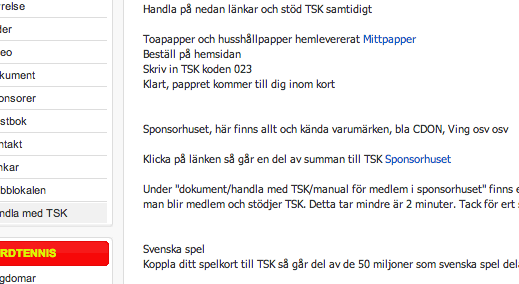 relse
Handla på nedan länkar och stöd TSK samtidigt
der
Toapapper och husshållpapper hemlevererat Mittpapper
eo
Beställ på hemsidan
kument
Skriv in TSK koden 023
Klart, pappret kommer till dig inom kort
onsorer
stbok
Sponsorhuset, här finns allt och kända varumärken, bla CDON, Ving osv osv
ntakt
Klicka på länken så går en del av summan till TSK Sponsorhuset
nkar
bblokalen
Under "dokument/handla med TSK/manual för medlem i sponsorhuset" finns
man blir medlem och stödjer TSK. Detta tar mindre är 2 minuter. Tack för ert
ndla med TSK
RDTENNIS
Svenska spel
Koppla ditt spelkort till TSK så går del av de 50 miljoner som svenska spel del
gdomar